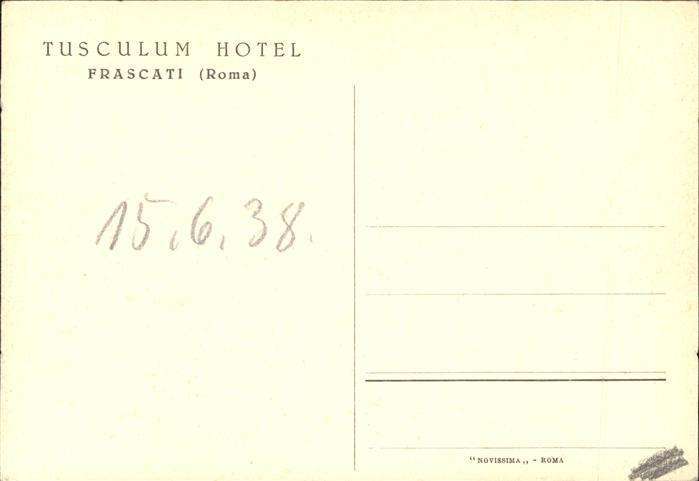 TUSCULUM HOTEL
FRASCATI (Roma)
15.6.38.
"NOVISSIMA„ - ROMA